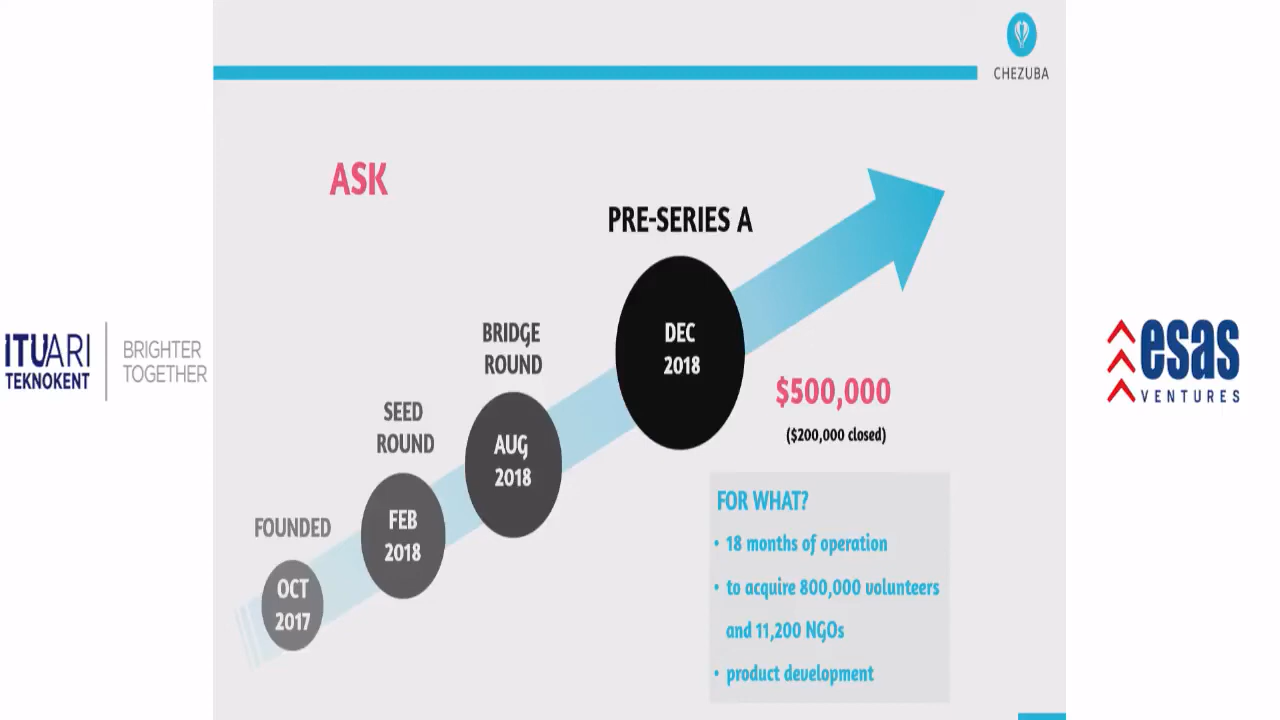 CHEZUBA
ASK
PRE-SERIES A
DEC
2018
BRIDGE
ROUND
AUG
2018
SEED
ROUND
FEB
2018
FOUNDED
OCT
2017
$500,000
($200,000 closed)
FOR WHAT?
• 18 months of operation
• to acquire 800,000 volunteers
and 11,200 NGOs
• product development
ITUARI
TEKNOKENT
BRIGHTER
TOGETHER
esas
VENTURES